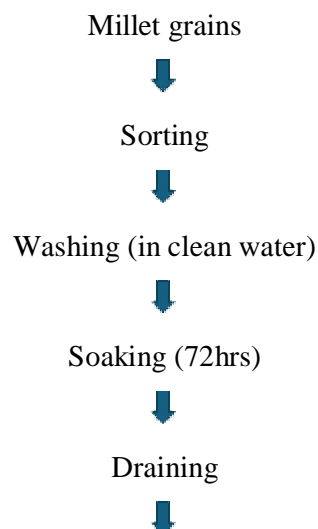 Millet grains
Sorting
Washing (in clean water)
Soaking (72hrs)
Draining